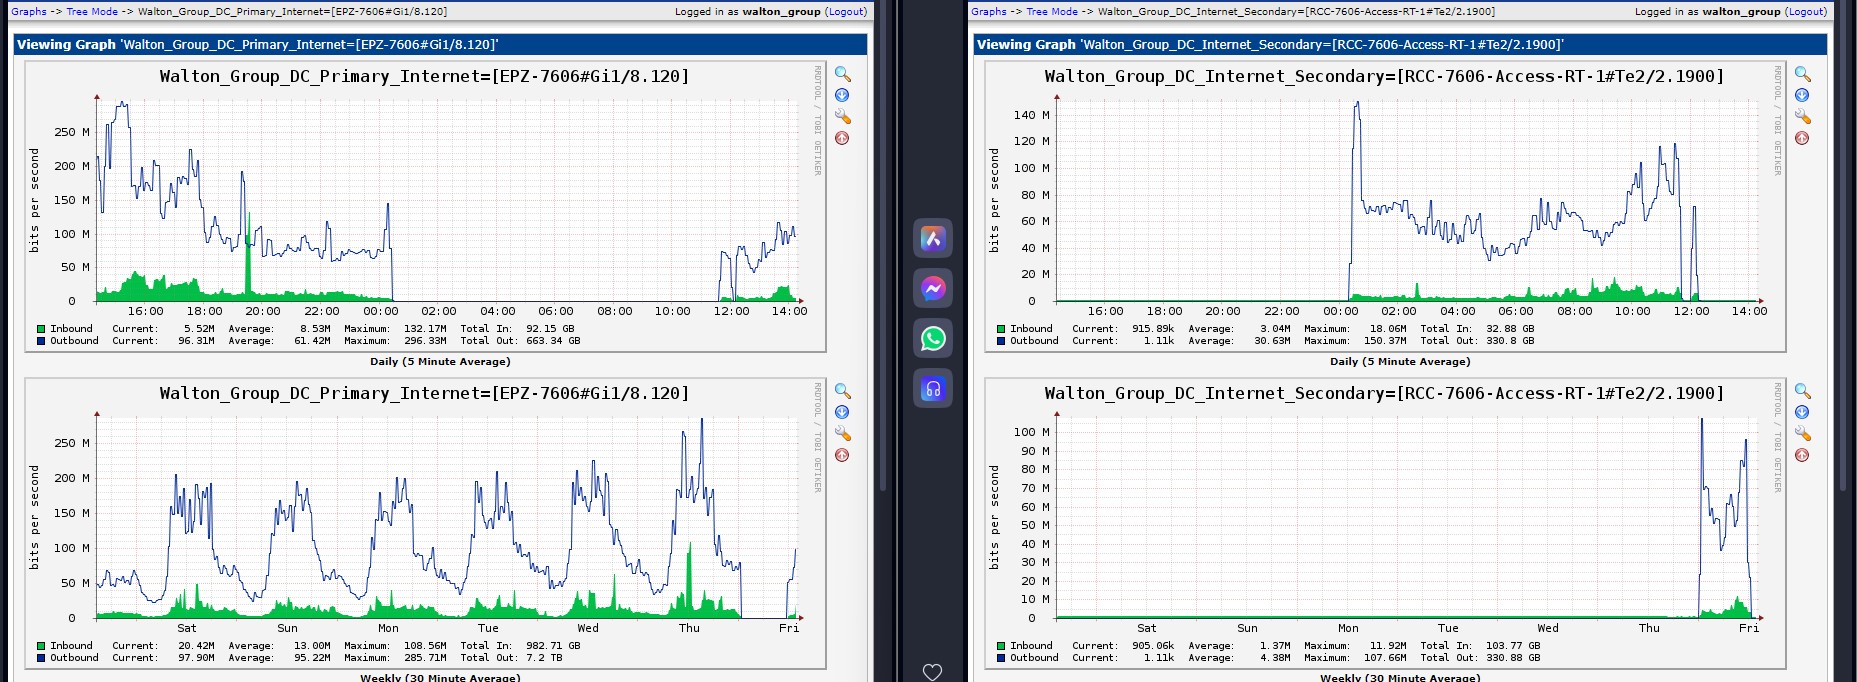 Graphs -> Tree Mode -> Walton_Group_DC_Primary_Internet=[EPZ-7606#Gi1/8.120]
Logged in as walton_group (Logout)
Viewing Graph 'Walton_Group_DC_Primary_Internet=[EPZ-7606#Gi1/8.120]'
Walton_Group_DC_Primary_Internet=[EPZ-7606#Gi1/8.120]
RRDTOOL / TOBI OETIKER
bits per second
250 M
200 M
150 M
100 M
50 M
0
16:00 18:00 20:00 22:00 00:00 02:00 04:00 06:00 08:00 10:00 12:00 14:00
Inbound Current: 5.52M Average: 8.53M Maximum: 132.17M Total In: 92.15 GB
Outbound Current: 96.31M Average: 61.42M Maximum: 296.33M Total Out: 663.34 GB
Daily (5 Minute Average)
Walton_Group_DC_Primary_Internet=[EPZ-7606#Gi1/8.120]
RRDTOOL / TOBI OETIKER
bits per second
250 M
200 M
150 M
100 M
50 M
0
Sat Sun Mon Tue Wed Thu Fri
Inbound Current: 20.42M Average: 13.00M Maximum: 108.56M Total In: 982.71 GB
Outbound Current: 97.90M Average: 95.22M Maximum: 285.71M Total Out: 7.2 TB
Weekly (30 Minute Average)
Graphs -> Tree Mode -> Walton_Group_DC_Internet_Secondary=[RCC-7606-Access-RT-1#Te2/2.1900]
Logged in as walton_group (Logout)
Viewing Graph 'Walton_Group_DC_Internet_Secondary=[RCC-7606-Access-RT-1#Te2/2.1900]'
Walton_Group_DC_Internet_Secondary=[RCC-7606-Access-RT-1#Te2/2.1900]
RRDTOOL / TOBI OETIKER
bits per second
140 M
120 M
100 M
80 M
60 M
40 M
20 M
0
16:00 18:00 20:00 22:00 00:00 02:00 04:00 06:00 08:00 10:00 12:00 14:00
Inbound Current: 915.89k Average: 3.04M Maximum: 18.06M Total In: 32.88 GB
Outbound Current: 1.11k Average: 30.63M Maximum: 150.37M Total Out: 330.8 GB
Daily (5 Minute Average)
Walton_Group_DC_Internet_Secondary=[RCC-7606-Access-RT-1#Te2/2.1900]
RRDTOOL / TOBI OETIKER
bits per second
100 M
90 M
80 M
70 M
60 M
50 M
40 M
30 M
20 M
10 M
0
Sat Sun Mon Tue Wed Thu Fri
Inbound Current: 905.06k Average: 1.37M Maximum: 11.92M Total In: 103.77 GB
Outbound Current: 1.11k Average: 4.38M Maximum: 107.66M Total Out: 330.88 GB
Weekly (30 Minute Average)